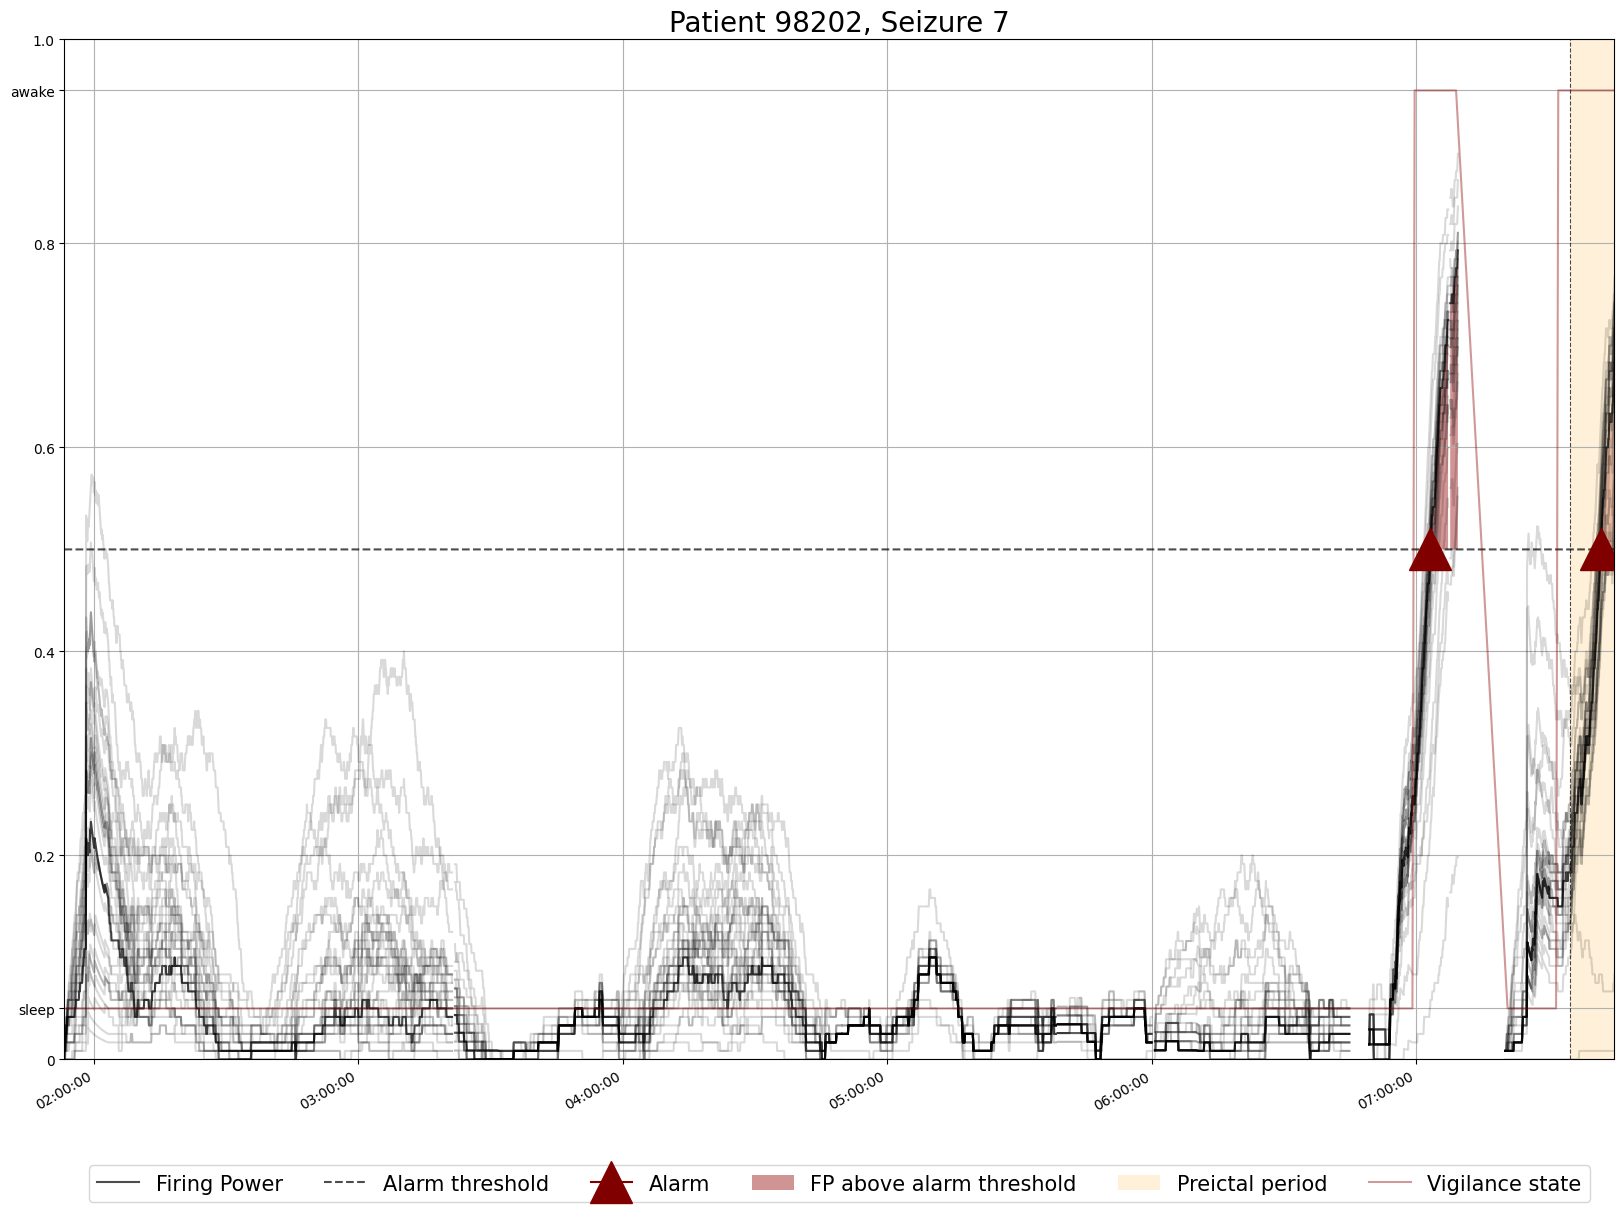 Patient 98202, Seizure 7
1.0
awake
0.8
0.6
0.4
0.2
sleep
0
02:00:00
03:00:00
04:00:00
05:00:00
06:00:00
07:00:00
Firing Power
Alarm threshold
Alarm
FP above alarm threshold
Preictal period
Vigilance state